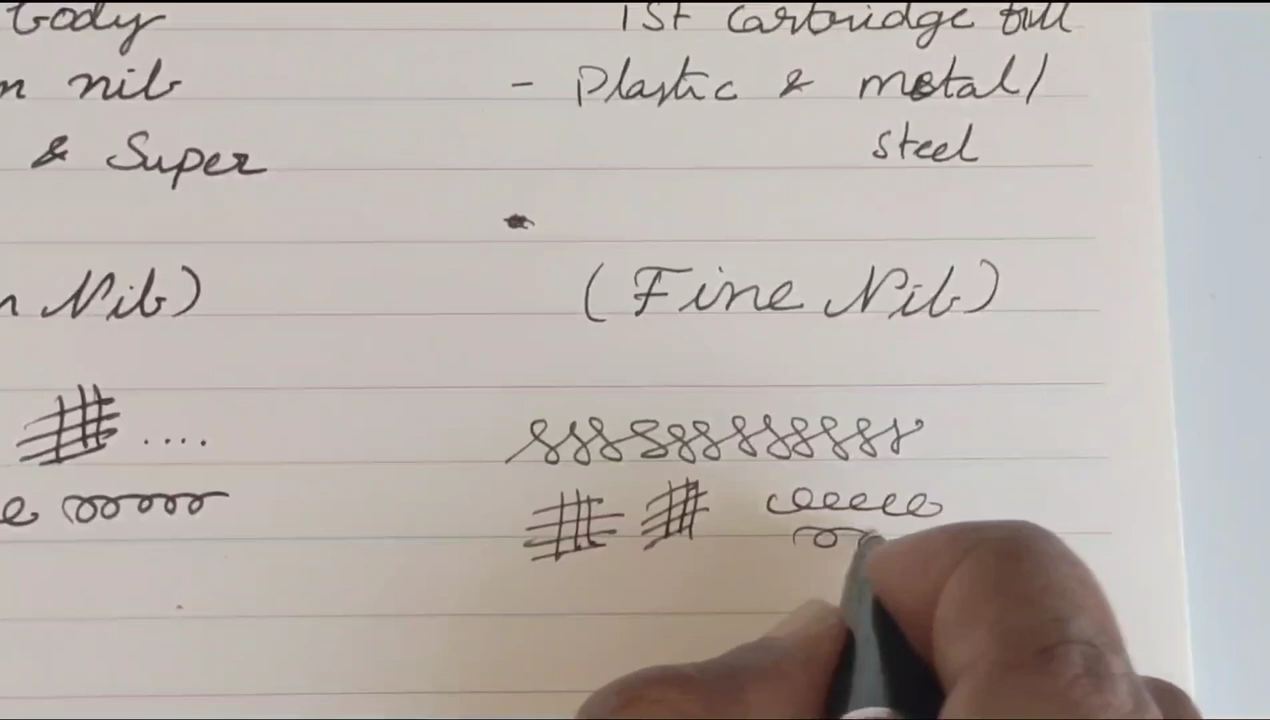 body 1st Cartridge full
nib - Plastic & metal/
& Super steel
Nib) (Fine Nib)